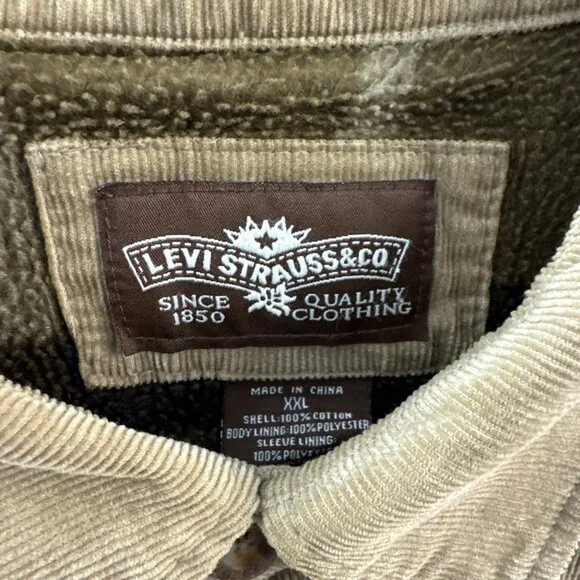 LEVI STRAUSS&CO
SINCE 1850
QUALITY CLOTHING
MADE IN CHINA
XXL
SHELL:100%COTTON
BODY LINING:100%POLYESTER
SLEEVE LINING:
100%POLYES